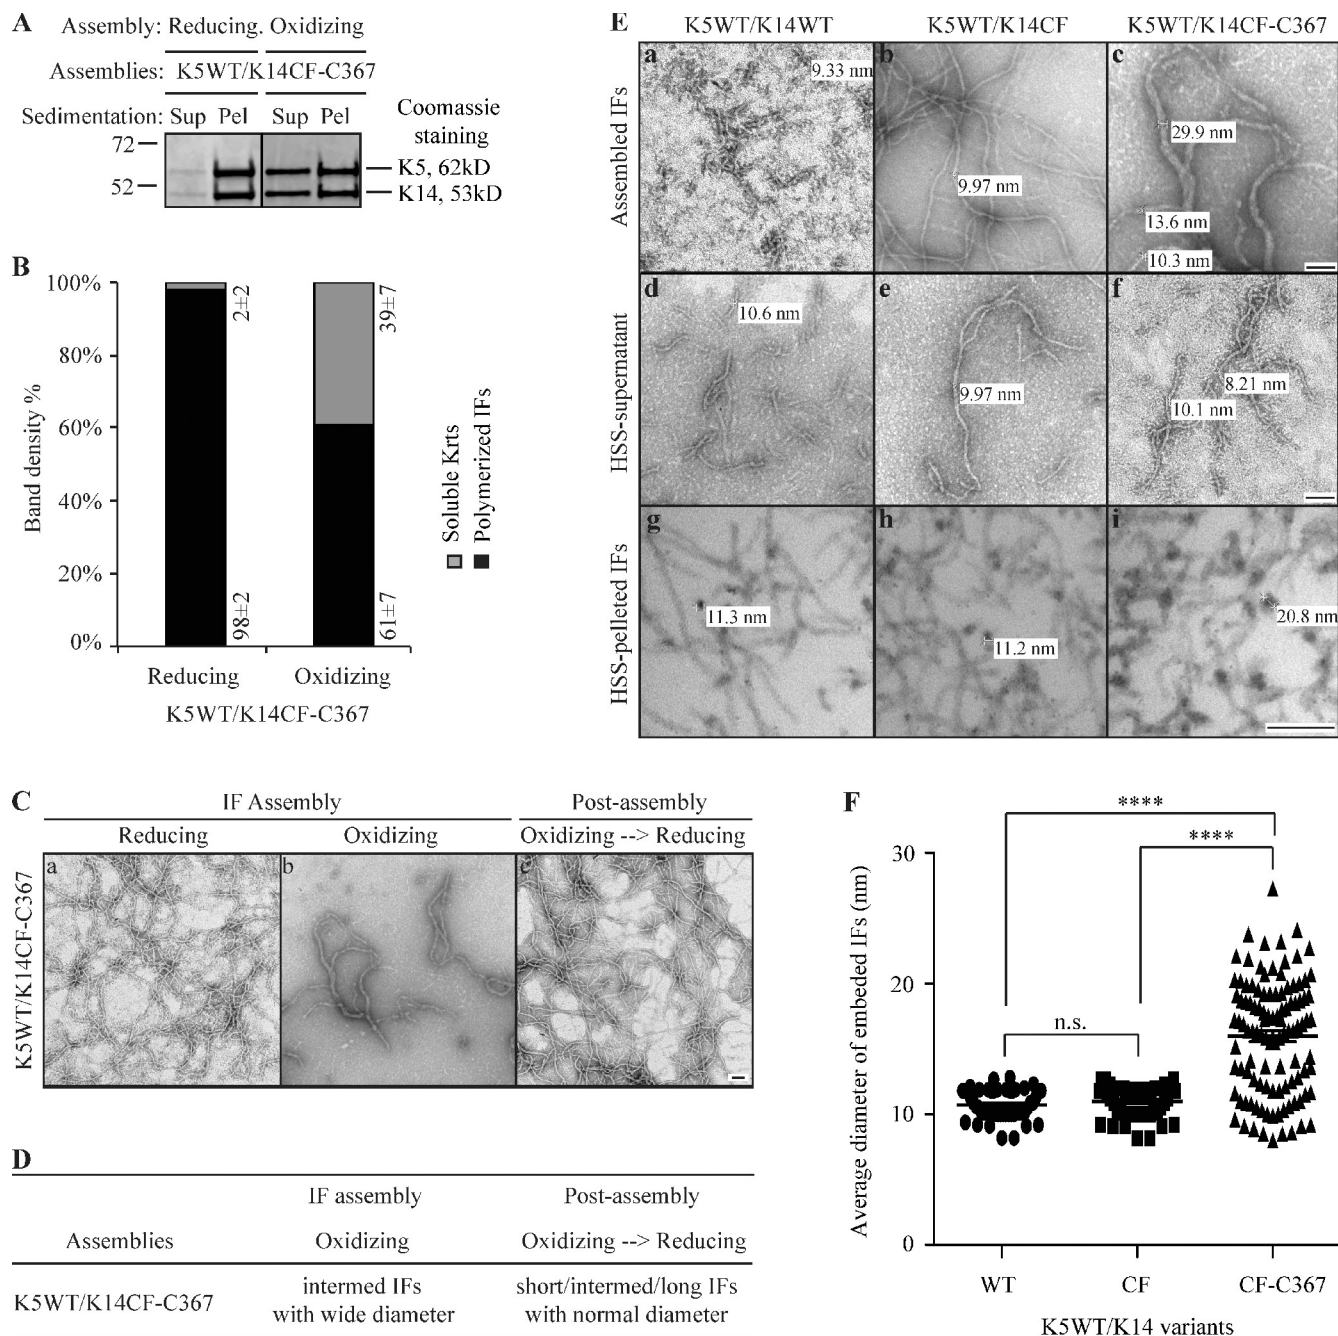 A
Assembly: Reducing. Oxidizing
Assemblies: K5WT/K14CF-C367
Sedimentation: Sup Pel Sup Pel
Coomassie
staining
72
52
K5, 62kD
K14, 53kD
B
Band density %
100%
80%
60%
40%
20%
0%
2±2
98±2
39±7
61±7
Soluble Krts
Polymerized IFs
Reducing Oxidizing
K5WT/K14CF-C367
C
IF Assembly Post-assembly
Reducing Oxidizing Oxidizing --> Reducing
K5WT/K14CF-C367
a b c
D
IF assembly Post-assembly
Assemblies Oxidizing Oxidizing --> Reducing
K5WT/K14CF-C367
intermed IFs
with wide diameter
short/intermed/long IFs
with normal diameter
E
K5WT/K14WT K5WT/K14CF K5WT/K14CF-C367
Assembled IFs
a
9.33 nm
b
9.97 nm
c
29.9 nm
13.6 nm
10.3 nm
HSS-supernatant
d
10.6 nm
e
9.97 nm
f
8.21 nm
10.1 nm
HSS-pelleted IFs
g
11.3 nm
h
11.2 nm
i
20.8 nm
F
****
****
n.s.
Average diameter of embeded IFs (nm)
30
20
10
0
WT CF CF-C367
K5WT/K14 variants